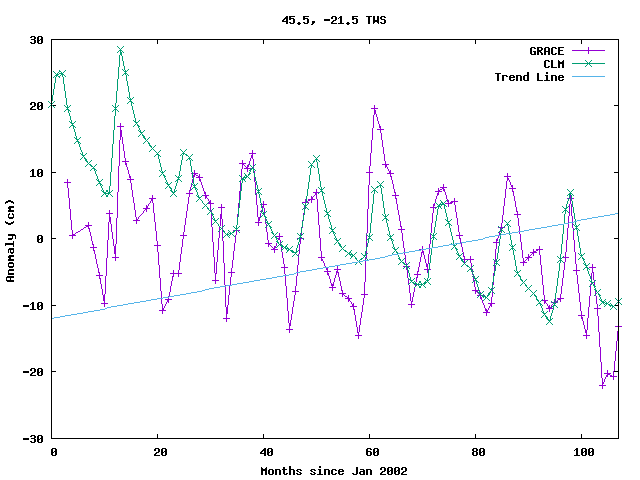 45.5, -21.5 TWS
GRACE
CLM
Trend Line
30
20
10
0
-10
-20
-30
Anomaly (cm)
0 20 40 60 80 100
Months since Jan 2002